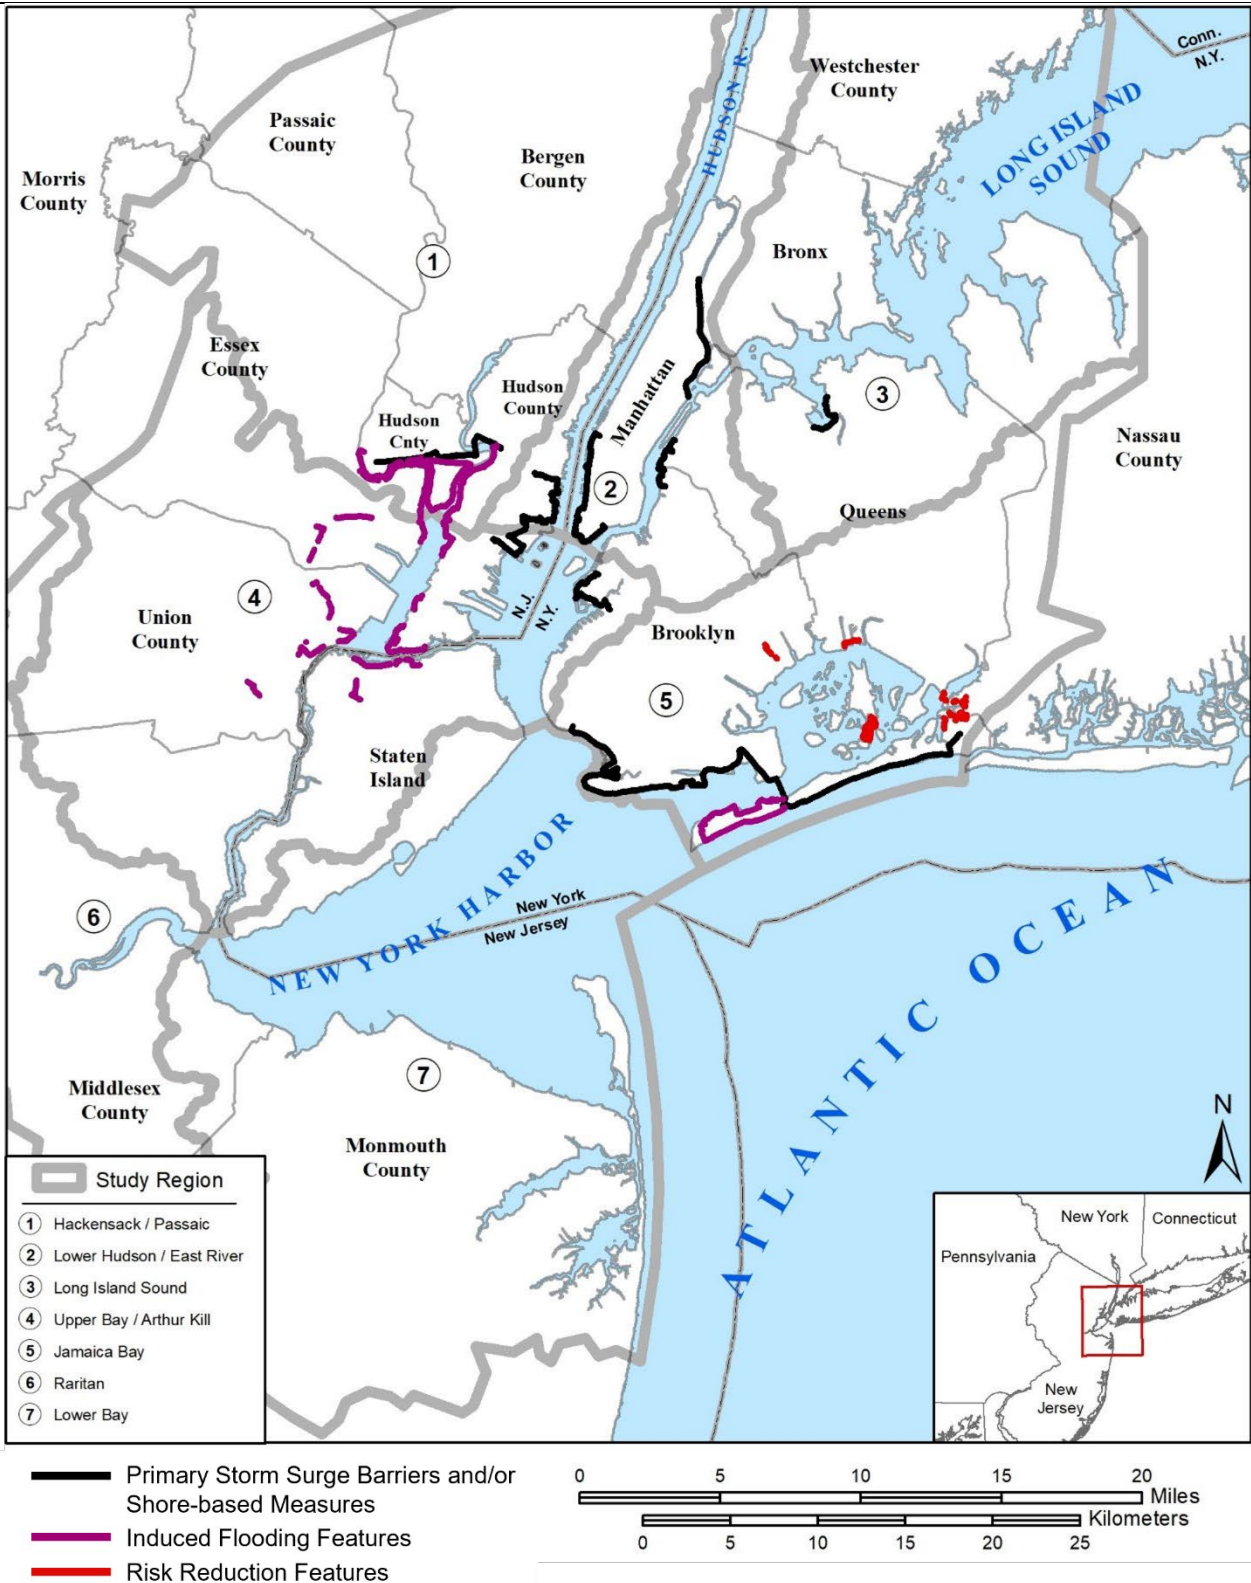 Conn.
N.Y.
Westchester
County
HUDSON R.
LONG ISLAND
SOUND
Passaic
County
Bergen
County
Morris
County
Bronx
1
Essex
County
Hudson
County
Manhattan
3
Hudson
Cnty
Nassau
County
2
Queens
4
N.J.
N.Y.
Union
County
Brooklyn
5
Staten
Island
NEW YORK HARBOR
New York
New Jersey
6
ATLANTIC OCEAN
7
Middlesex
County
Monmouth
County
N
Study Region
1 Hackensack / Passaic
2 Lower Hudson / East River
3 Long Island Sound
4 Upper Bay / Arthur Kill
5 Jamaica Bay
6 Raritan
7 Lower Bay
New York
Connecticut
Pennsylvania
New
Jersey
Primary Storm Surge Barriers and/or
Shore-based Measures
Induced Flooding Features
Risk Reduction Features
0 5 10 15 20
Miles
Kilometers
0 5 10 15 20 25